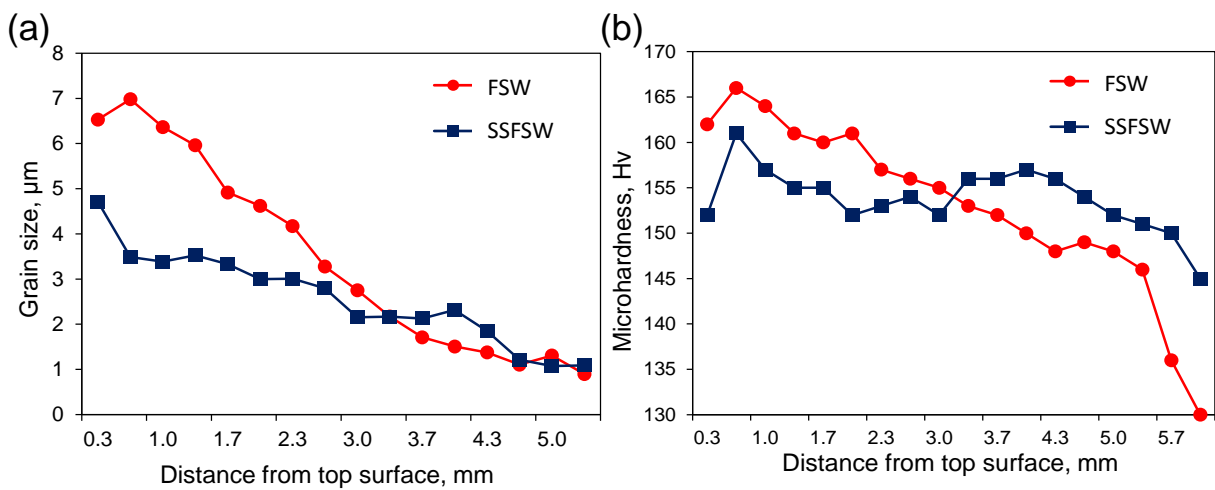 (a)
8
7
6
5
4
3
2
1
0
Grain size, µm
FSW
SSFSW
0.3 1.0 1.7 2.3 3.0 3.7 4.3 5.0
Distance from top surface, mm
(b)
170
165
160
155
150
145
140
135
130
Microhardness, Hv
FSW
SSFSW
0.3 1.0 1.7 2.3 3.0 3.7 4.3 5.0 5.7
Distance from top surface, mm